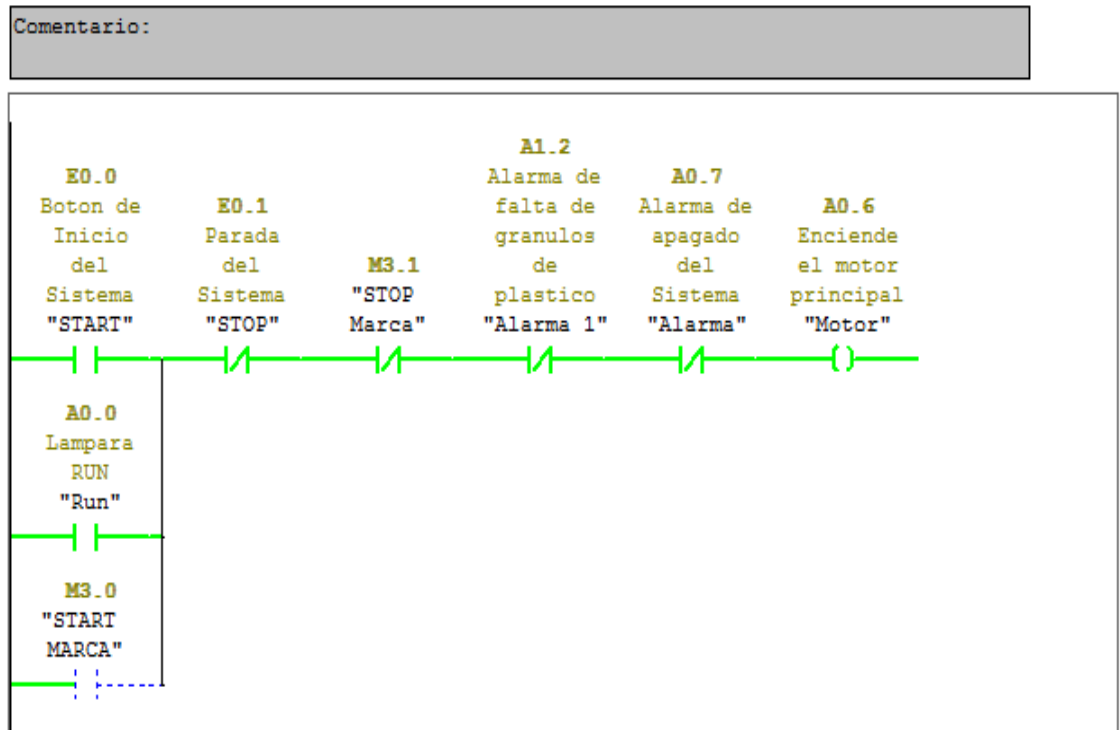 Comentario:
A1.2
E0.0 Alarma de A0.7
Boton de E0.1 falta de Alarma de A0.6
Inicio Parada granulos apagado Enciende
del del M3.1 de del el motor
Sistema Sistema "STOP plastico Sistema principal
"START" "STOP" Marca" "Alarma 1" "Alarma" "Motor"
A0.0
Lampara
RUN
"Run"
M3.0
"START
MARCA"